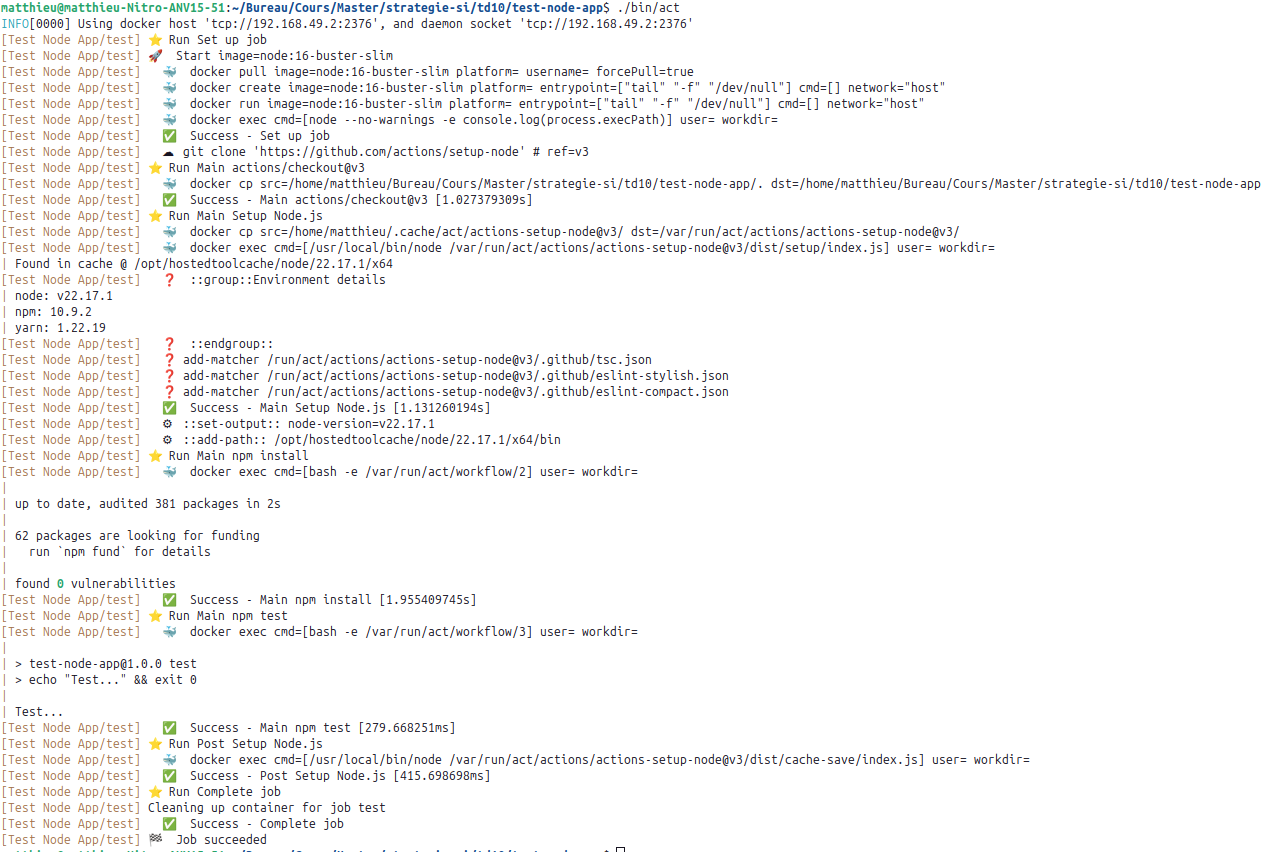 matthieu@matthieu-Nitro-ANV15-51:~/Bureau/Cours/Master/strategie-si/td10/test-node-app$ ./bin/act
INFO[0000] Using docker host 'tcp://192.168.49.2:2376', and daemon socket 'tcp://192.168.49.2:2376'
[Test Node App/test] ⭐ Run Set up job
[Test Node App/test] 🚀  Start image=node:16-buster-slim
[Test Node App/test]   🐳  docker pull image=node:16-buster-slim platform= username= forcePull=true
[Test Node App/test]   🐳  docker create image=node:16-buster-slim platform= entrypoint=["tail" "-f" "/dev/null"] cmd=[] network="host"
[Test Node App/test]   🐳  docker run image=node:16-buster-slim platform= entrypoint=["tail" "-f" "/dev/null"] cmd=[] network="host"
[Test Node App/test]   🐳  docker exec cmd=[node --no-warnings -e console.log(process.execPath)] user= workdir=
[Test Node App/test]   ✅  Success - Set up job
[Test Node App/test]   ☁ git clone 'https://github.com/actions/setup-node' # ref=v3
[Test Node App/test] ⭐ Run Main actions/checkout@v3
[Test Node App/test]   🐳  docker cp src=/home/matthieu/Bureau/Cours/Master/strategie-si/td10/test-node-app/. dst=/home/matthieu/Bureau/Cours/Master/strategie-si/td10/test-node-app
[Test Node App/test]   ✅  Success - Main actions/checkout@v3 [1.027379309s]
[Test Node App/test] ⭐ Run Main Setup Node.js
[Test Node App/test]   🐳  docker cp src=/home/matthieu/.cache/act/actions-setup-node@v3/ dst=/var/run/act/actions/actions-setup-node@v3/
[Test Node App/test]   🐳  docker exec cmd=[/usr/local/bin/node /var/run/act/actions/actions-setup-node@v3/dist/setup/index.js] user= workdir=
| Found in cache @ /opt/hostedtoolcache/node/22.17.1/x64
[Test Node App/test]   ❓  ::group::Environment details
| node: v22.17.1
| npm: 10.9.2
| yarn: 1.22.19
[Test Node App/test]   ❓  ::endgroup::
[Test Node App/test]   ❓ add-matcher /run/act/actions/actions-setup-node@v3/.github/tsc.json
[Test Node App/test]   ❓ add-matcher /run/act/actions/actions-setup-node@v3/.github/eslint-stylish.json
[Test Node App/test]   ❓ add-matcher /run/act/actions/actions-setup-node@v3/.github/eslint-compact.json
[Test Node App/test]   ✅  Success - Main Setup Node.js [1.131260194s]
[Test Node App/test]   ⚙ ::set-output:: node-version=v22.17.1
[Test Node App/test]   ⚙ ::add-path:: /opt/hostedtoolcache/node/22.17.1/x64/bin
[Test Node App/test] ⭐ Run Main npm install
[Test Node App/test]   🐳  docker exec cmd=[bash -e /var/run/act/workflow/2] user= workdir=
|
| up to date, audited 381 packages in 2s
|
| 62 packages are looking for funding
|   run `npm fund` for details
|
| found 0 vulnerabilities
[Test Node App/test]   ✅  Success - Main npm install [1.955409745s]
[Test Node App/test] ⭐ Run Main npm test
[Test Node App/test]   🐳  docker exec cmd=[bash -e /var/run/act/workflow/3] user= workdir=
|
| > test-node-app@1.0.0 test
| > echo "Test..." && exit 0
|
| Test...
[Test Node App/test]   ✅  Success - Main npm test [279.668251ms]
[Test Node App/test] ⭐ Run Post Setup Node.js
[Test Node App/test]   🐳  docker exec cmd=[/usr/local/bin/node /var/run/act/actions/actions-setup-node@v3/dist/cache-save/index.js] user= workdir=
[Test Node App/test]   ✅  Success - Post Setup Node.js [415.698698ms]
[Test Node App/test] ⭐ Run Complete job
[Test Node App/test] Cleaning up container for job test
[Test Node App/test]   ✅  Success - Complete job
[Test Node App/test] 🏁  Job succeeded